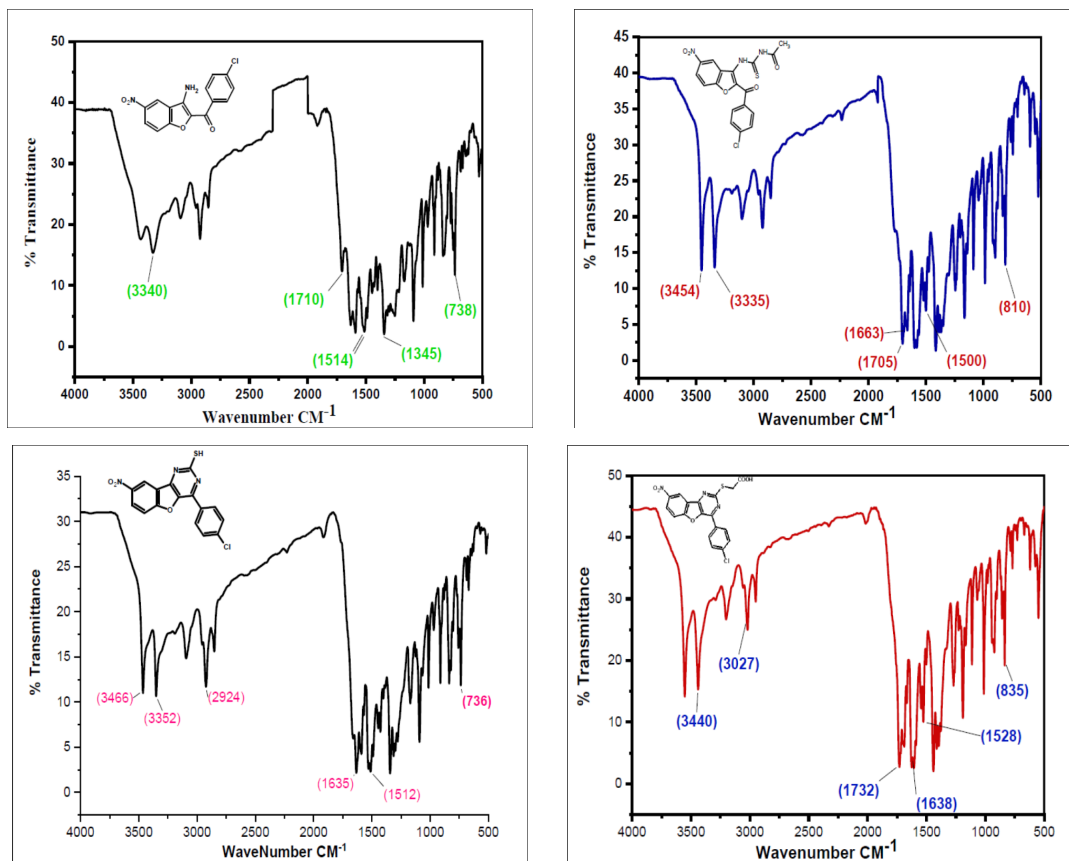 50
40
30
20
10
0
% Transmittance
NO₂
NH₂
O
O
Cl
(3340)
(1710)
(1514)
(1345)
(738)
4000 3500 3000 2500 2000 1500 1000 500
Wavenumber CM⁻¹
45
40
35
30
25
20
15
10
5
0
% Transmittance
NO₂
NH
NH
CH₃
S
O
O
O
Cl
(3454)
(3335)
(1663)
(1705)
(1500)
(810)
4000 3500 3000 2500 2000 1500 1000 500
Wavenumber CM⁻¹
35
30
25
20
15
10
5
0
% Transmittance
SH
N
N
NO₂
O
Cl
(3466)
(3352)
(2924)
(1635)
(1512)
(736)
4000 3500 3000 2500 2000 1500 1000 500
WaveNumber CM⁻¹
50
40
30
20
10
0
% Transmittance
COOH
S
N
N
NO₂
O
Cl
(3440)
(3027)
(1732)
(1638)
(1528)
(835)
4000 3500 3000 2500 2000 1500 1000 500
Wavenumber CM⁻¹